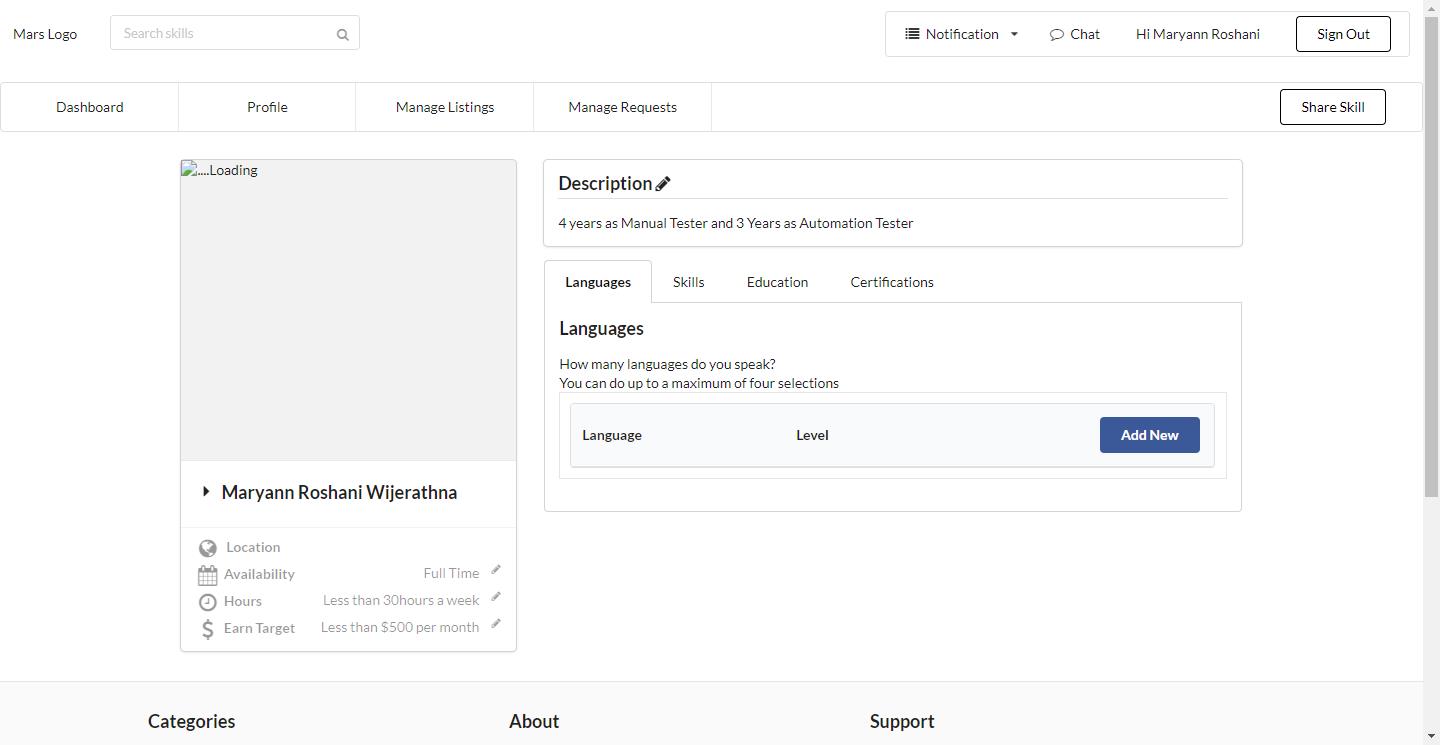 Mars Logo
Search skills
Notification
Chat
Hi Maryann Roshani
Sign Out
Dashboard
Profile
Manage Listings
Manage Requests
Share Skill
....Loading
Maryann Roshani Wijerathna
Location
Availability Full Time
Hours Less than 30hours a week
Earn Target Less than $500 per month
Description
4 years as Manual Tester and 3 Years as Automation Tester
Languages
Skills
Education
Certifications
Languages
How many languages do you speak?
You can do up to a maximum of four selections
Language Level Add New
Categories
About
Support